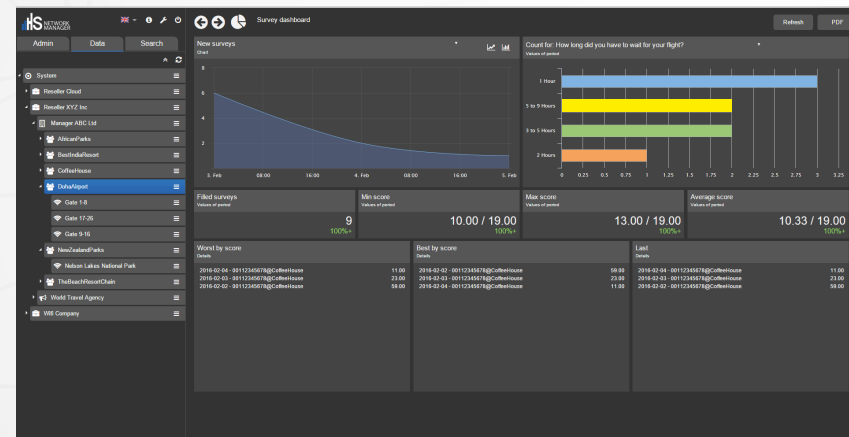 HS NETWORK MANAGER
Survey dashboard
Refresh
PDF
Admin
Data
Search
System
Reseller Cloud
Reseller XYZ Inc
Manager ABC Ltd
AfricanParks
BestIndiaResort
CoffeeHouse
DohaAirport
Gate 1-8
Gate 17-26
Gate 9-16
NewZealandParks
Nelson Lakes National Park
TheBeachResortChain
World Travel Agency
Wifi Company
New surveys
Chart
8
6
4
2
3. Feb 08:00 16:00 4. Feb 08:00 16:00 5. Feb
Count for: How long did you have to wait for your flight?
Values of period
1 Hour
5 to 9 Hours
3 to 5 Hours
2 Hours
0 0.25 0.5 0.75 1 1.25 1.5 1.75 2 2.25 2.5 2.75 3 3.25
Filled surveys
Values of period
9
100%+
Min score
Values of period
10.00 / 19.00
100%+
Max score
Values of period
13.00 / 19.00
100%+
Average score
Values of period
10.33 / 19.00
100%+
Worst by score
Details
2016-02-04 - 00112345678@CoffeeHouse 11.00
2016-02-03 - 00112345678@CoffeeHouse 23.00
2016-02-02 - 00112345678@CoffeeHouse 59.00
Best by score
Details
2016-02-02 - 00112345678@CoffeeHouse 59.00
2016-02-03 - 00112345678@CoffeeHouse 23.00
2016-02-04 - 00112345678@CoffeeHouse 11.00
Last
Details
2016-02-04 - 00112345678@CoffeeHouse 11.00
2016-02-03 - 00112345678@CoffeeHouse 23.00
2016-02-02 - 00112345678@CoffeeHouse 59.00